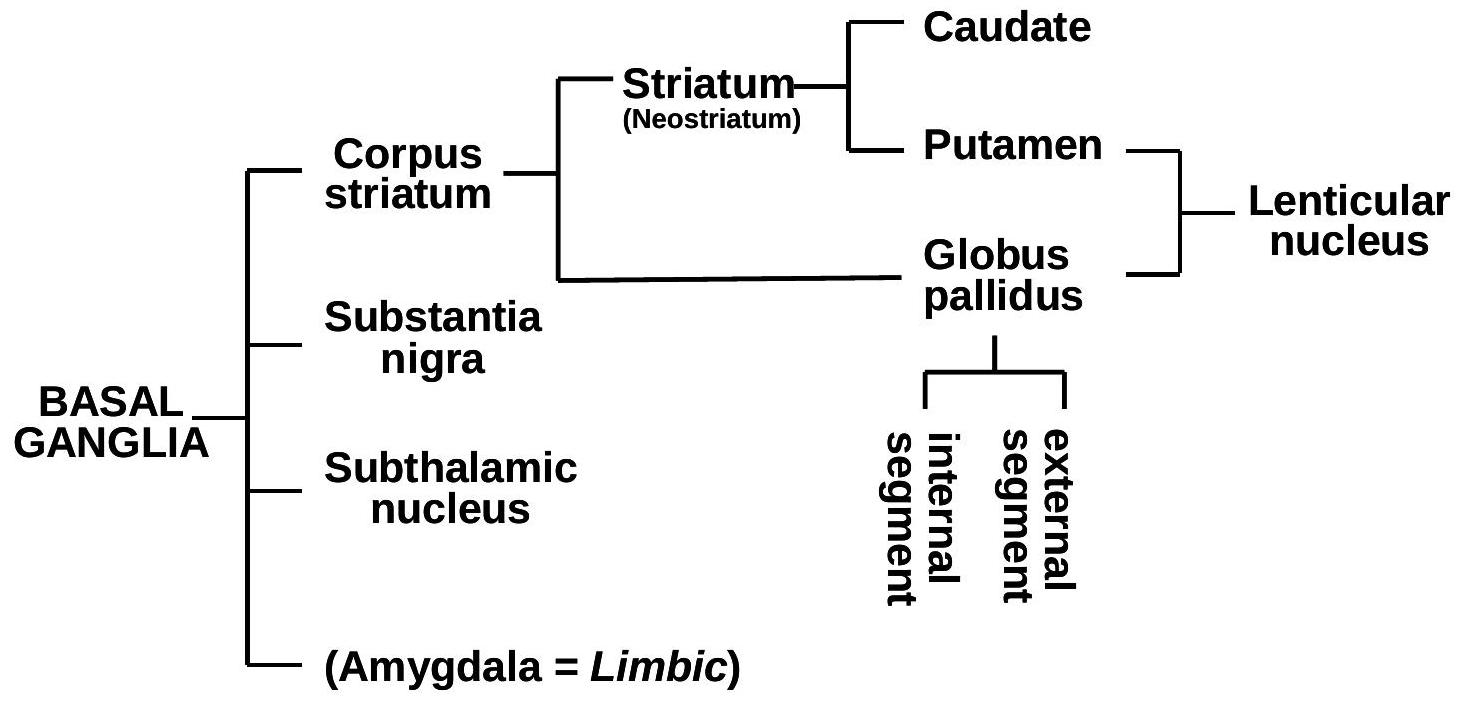 Caudate
Striatum
(Neostriatum)
Putamen
Corpus
striatum
Lenticular
nucleus
Globus
pallidus
Substantia
nigra
BASAL
GANGLIA
internal
segment
external
segment
Subthalamic
nucleus
(Amygdala = Limbic)